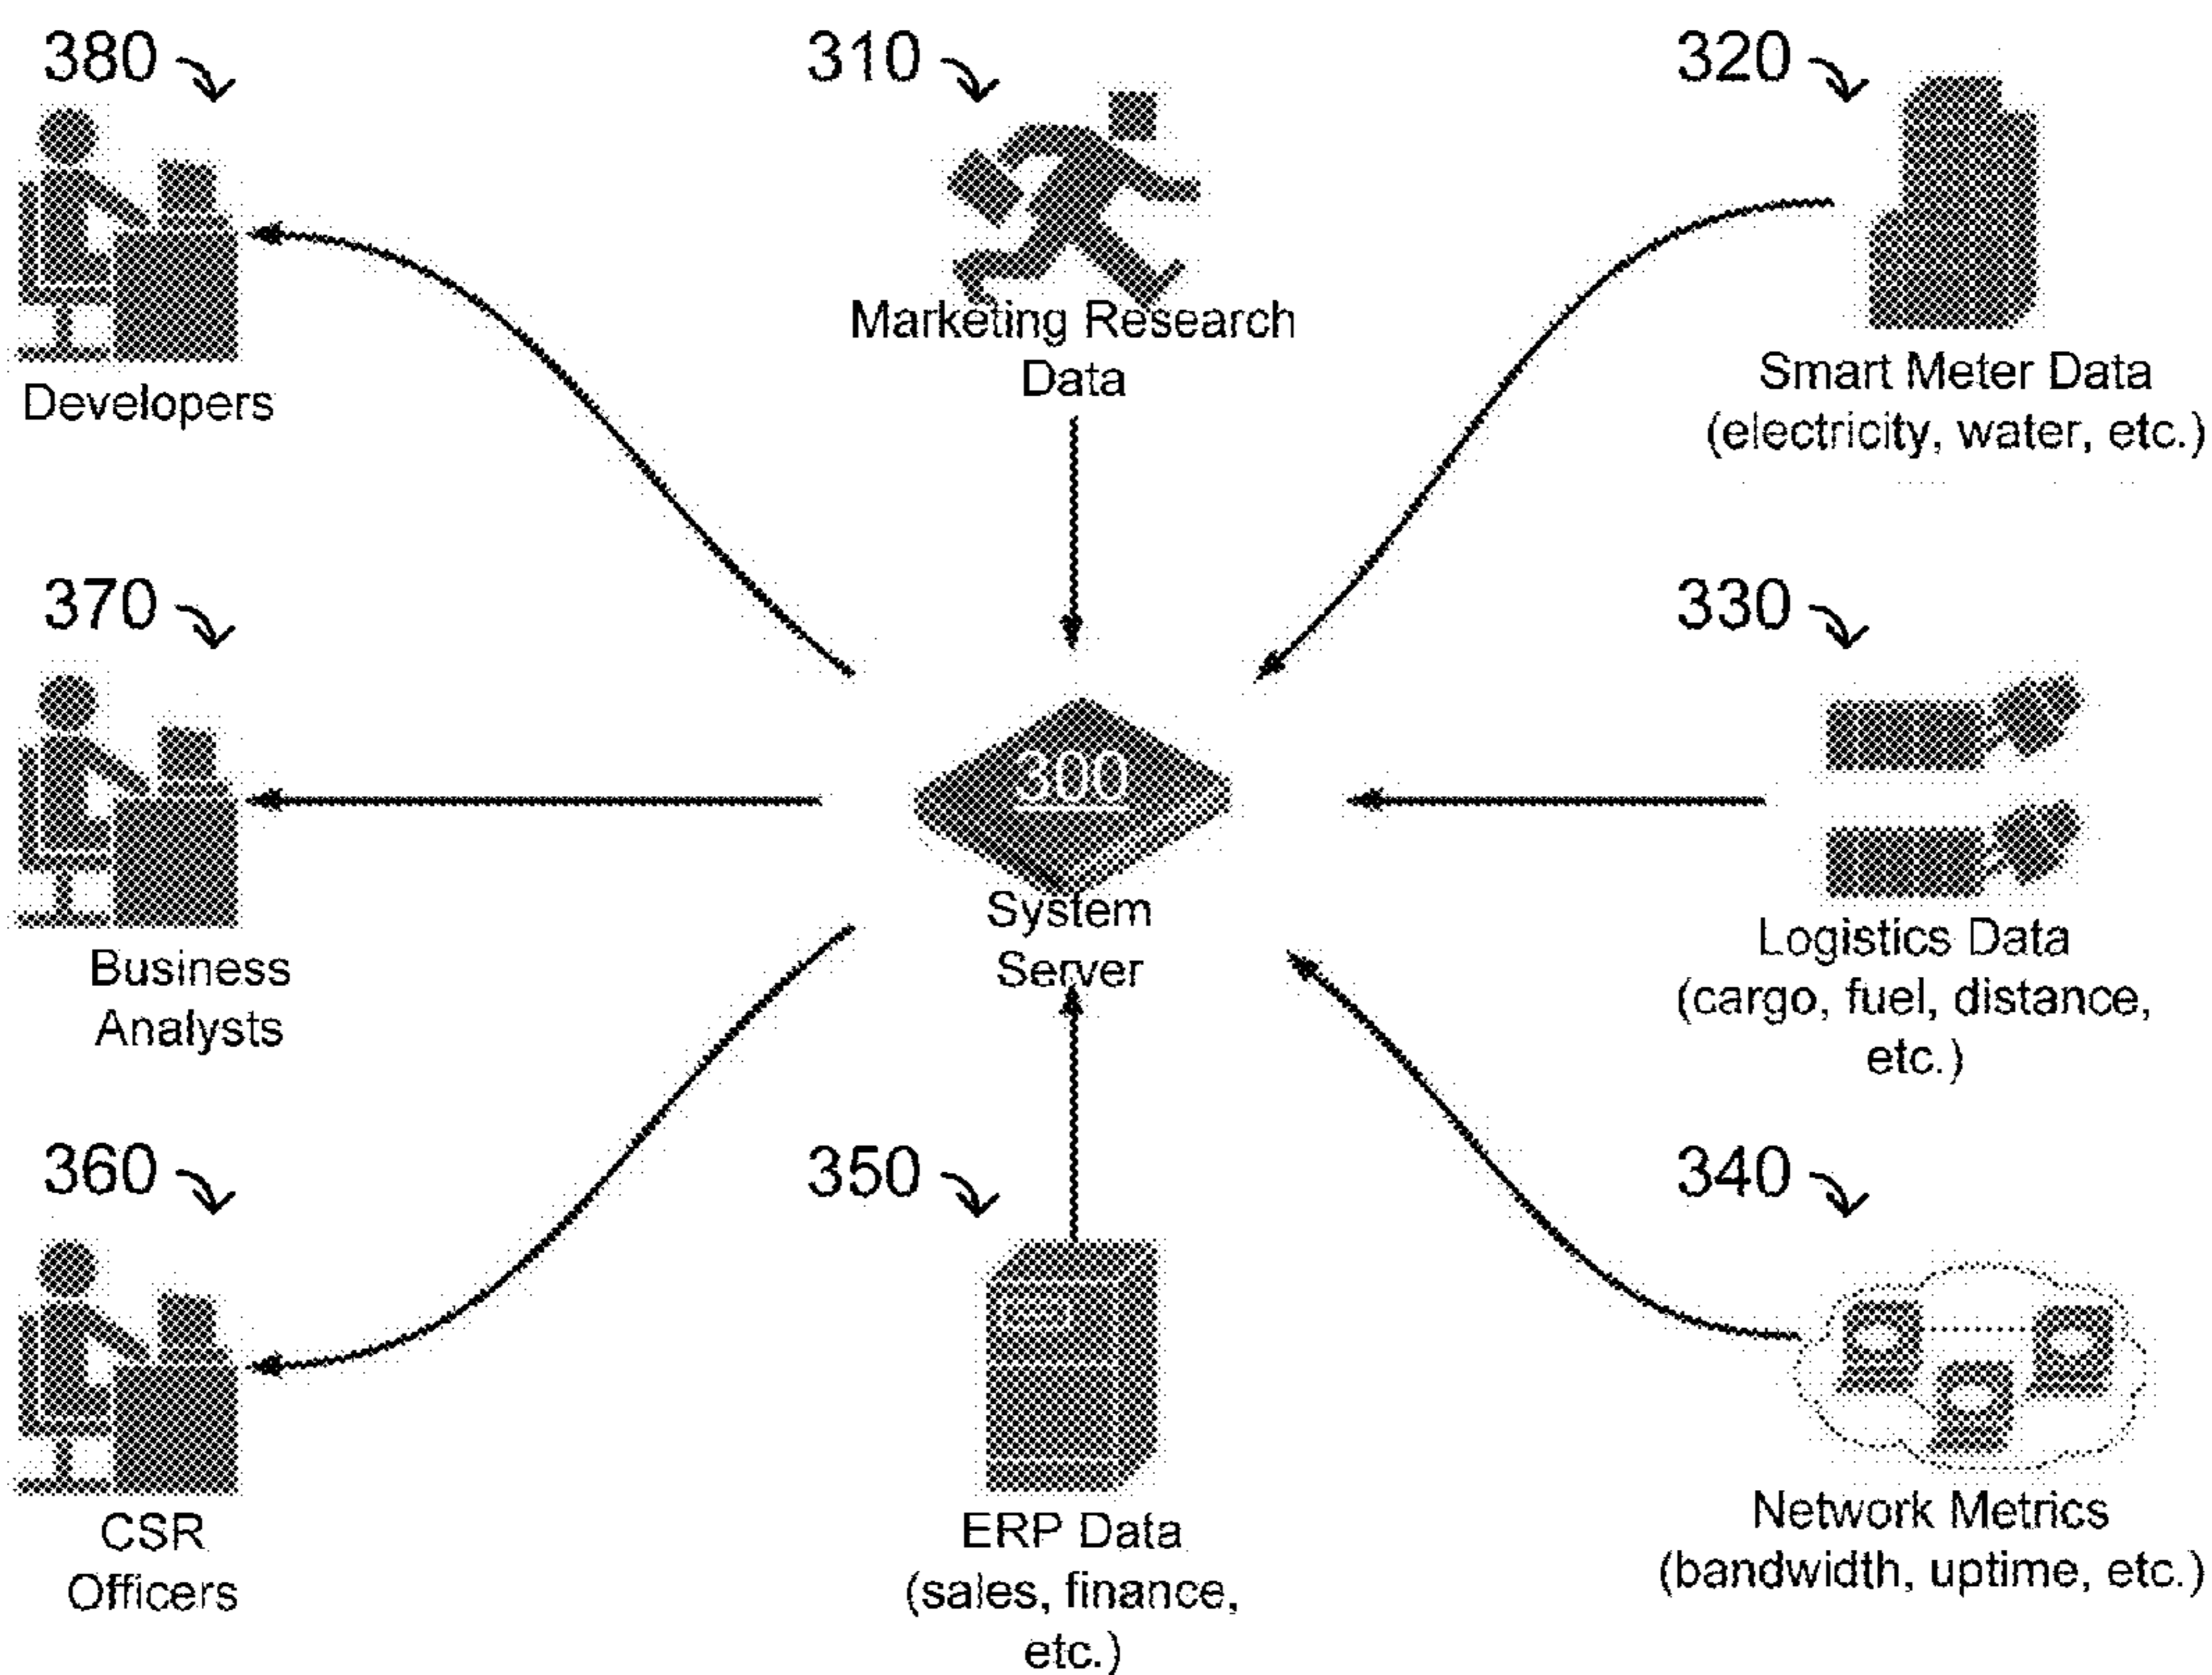 380
310
320
Marketing Research
Data
Developers
Smart Meter Data
(electricity, water, etc.)
370
330
300
System
Server
Business
Analysts
Logistics Data
(cargo, fuel, distance,
etc.)
360
350
340
CSR
Officers
ERP Data
(sales, finance,
etc.)
Network Metrics
(bandwidth, uptime, etc.)